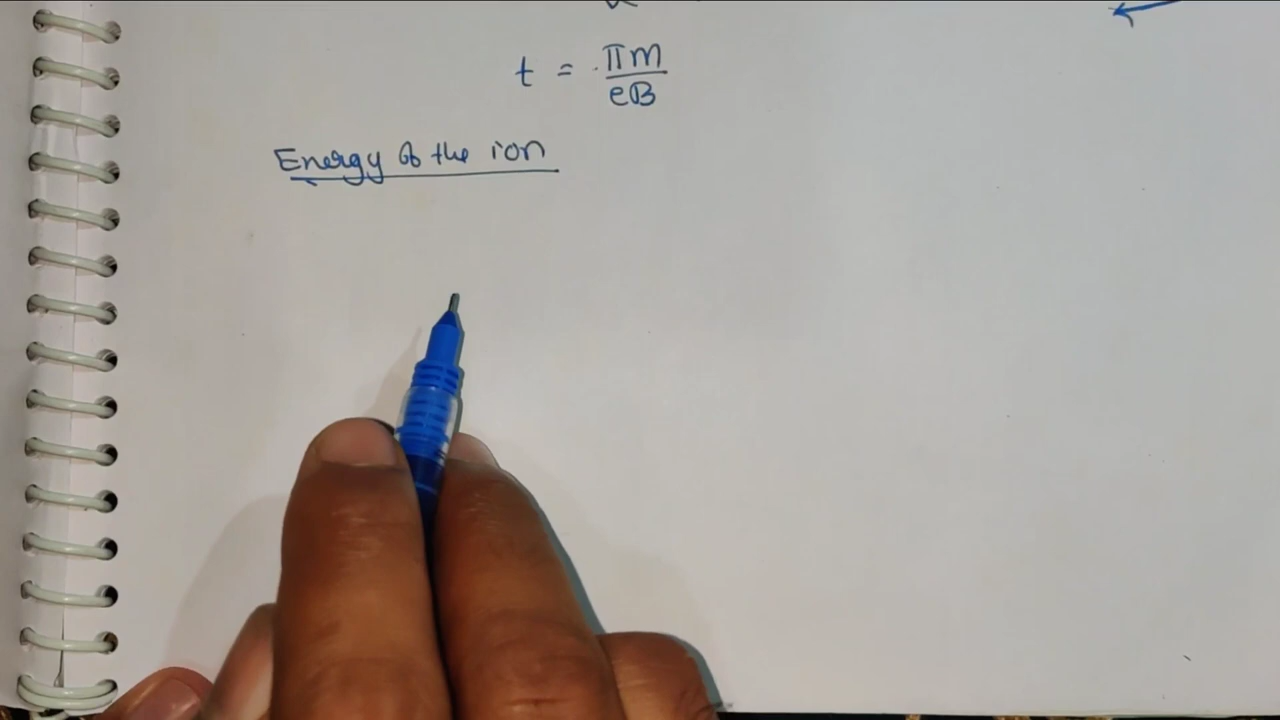 t = πm/eB
Energy of the ion